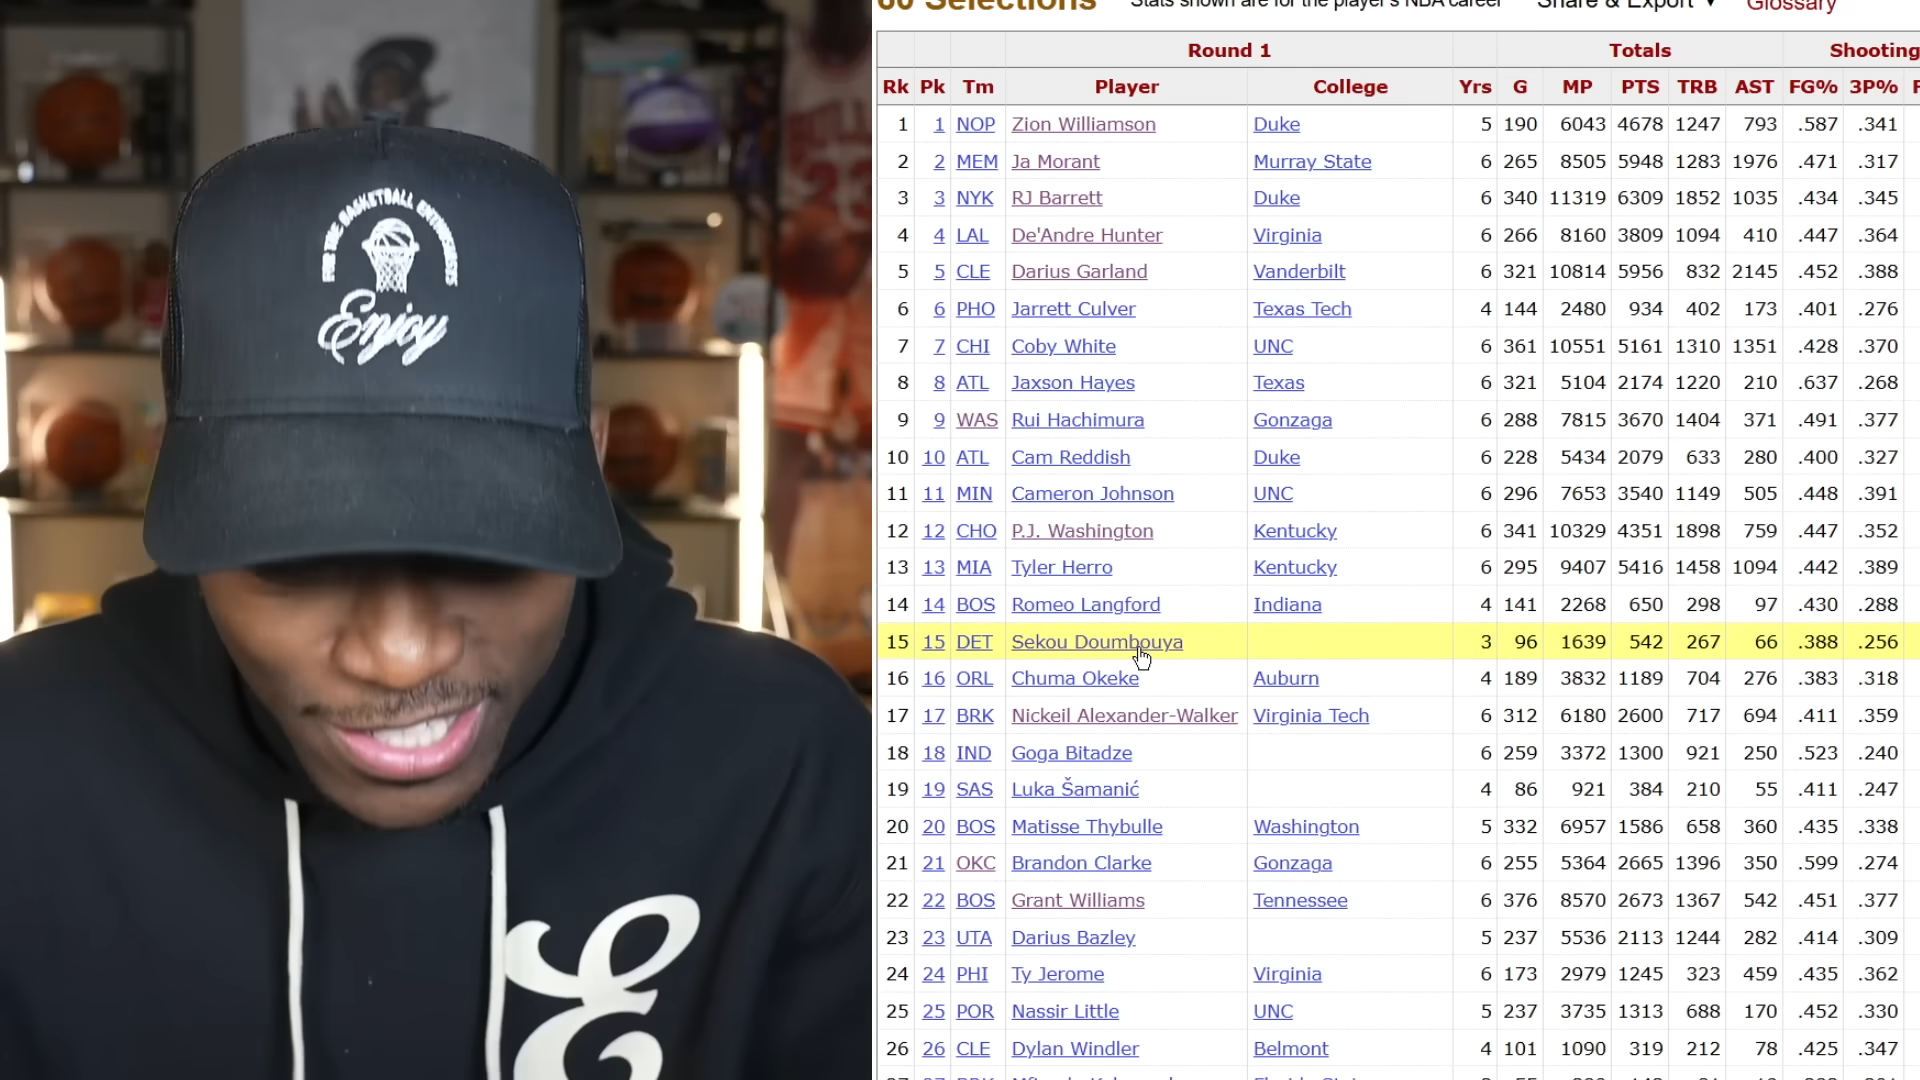 FOR THE BASKETBALL ENTHUSIASTS
Enjoy
E
23
60 Selections Stats shown are for the player's NBA career Share & Export ▼ Glossary
Round 1 Totals Shooting
Rk Pk Tm Player College Yrs G MP PTS TRB AST FG% 3P%
1 1 NOP Zion Williamson Duke 5 190 6043 4678 1247 793 .587 .341
2 2 MEM Ja Morant Murray State 6 265 8505 5948 1283 1976 .471 .317
3 3 NYK RJ Barrett Duke 6 340 11319 6309 1852 1035 .434 .345
4 4 LAL De'Andre Hunter Virginia 6 266 8160 3809 1094 410 .447 .364
5 5 CLE Darius Garland Vanderbilt 6 321 10814 5956 832 2145 .452 .388
6 6 PHO Jarrett Culver Texas Tech 4 144 2480 934 402 173 .401 .276
7 7 CHI Coby White UNC 6 361 10551 5161 1310 1351 .428 .370
8 8 ATL Jaxson Hayes Texas 6 321 5104 2174 1220 210 .637 .268
9 9 WAS Rui Hachimura Gonzaga 6 288 7815 3670 1404 371 .491 .377
10 10 ATL Cam Reddish Duke 6 228 5434 2079 633 280 .400 .327
11 11 MIN Cameron Johnson UNC 6 296 7653 3540 1149 505 .448 .391
12 12 CHO P.J. Washington Kentucky 6 341 10329 4351 1898 759 .447 .352
13 13 MIA Tyler Herro Kentucky 6 295 9407 5416 1458 1094 .442 .389
14 14 BOS Romeo Langford Indiana 4 141 2268 650 298 97 .430 .288
15 15 DET Sekou Doumbouya 3 96 1639 542 267 66 .388 .256
16 16 ORL Chuma Okeke Auburn 4 189 3832 1189 704 276 .383 .318
17 17 BRK Nickeil Alexander-Walker Virginia Tech 6 312 6180 2600 717 694 .411 .359
18 18 IND Goga Bitadze 6 259 3372 1300 921 250 .523 .240
19 19 SAS Luka Šamanić 4 86 921 384 210 55 .411 .247
20 20 BOS Matisse Thybulle Washington 5 332 6957 1586 658 360 .435 .338
21 21 OKC Brandon Clarke Gonzaga 6 255 5364 2665 1396 350 .599 .274
22 22 BOS Grant Williams Tennessee 6 376 8570 2673 1367 542 .451 .377
23 23 UTA Darius Bazley 5 237 5536 2113 1244 282 .414 .309
24 24 PHI Ty Jerome Virginia 6 173 2979 1245 323 459 .435 .362
25 25 POR Nassir Little UNC 5 237 3735 1313 688 170 .452 .330
26 26 CLE Dylan Windler Belmont 4 101 1090 319 212 78 .425 .347